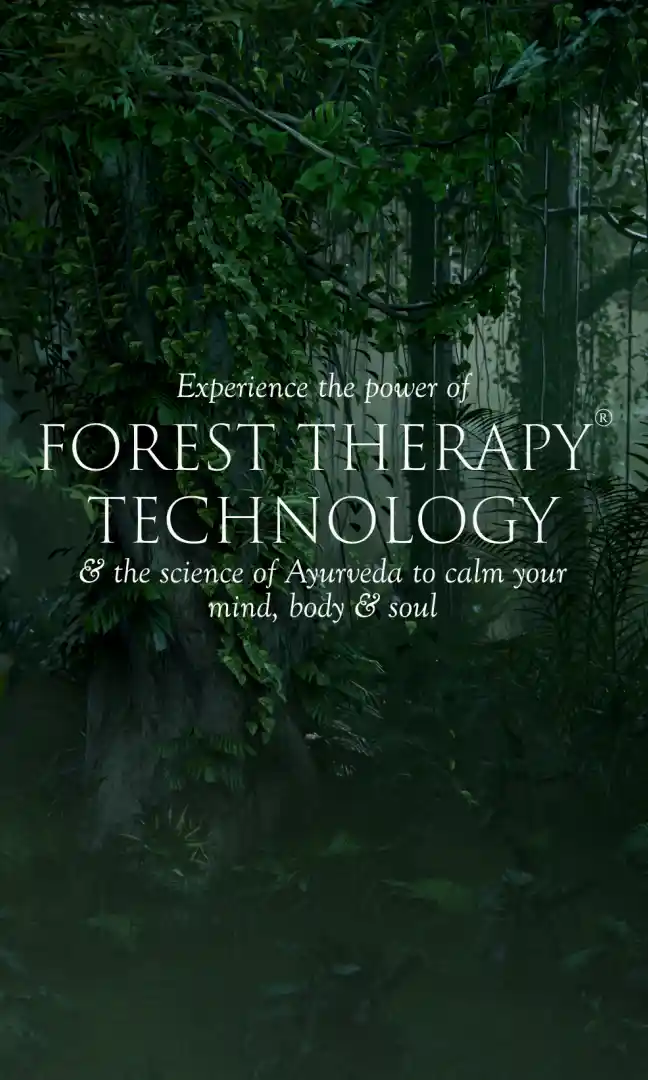 Experience the power of
FOREST THERAPY®
TECHNOLOGY
& the science of Ayurveda to calm your
mind, body & soul